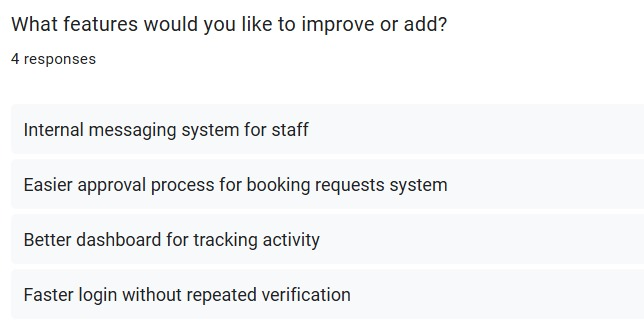 What features would you like to improve or add?
4 responses
Internal messaging system for staff
Easier approval process for booking requests system
Better dashboard for tracking activity
Faster login without repeated verification